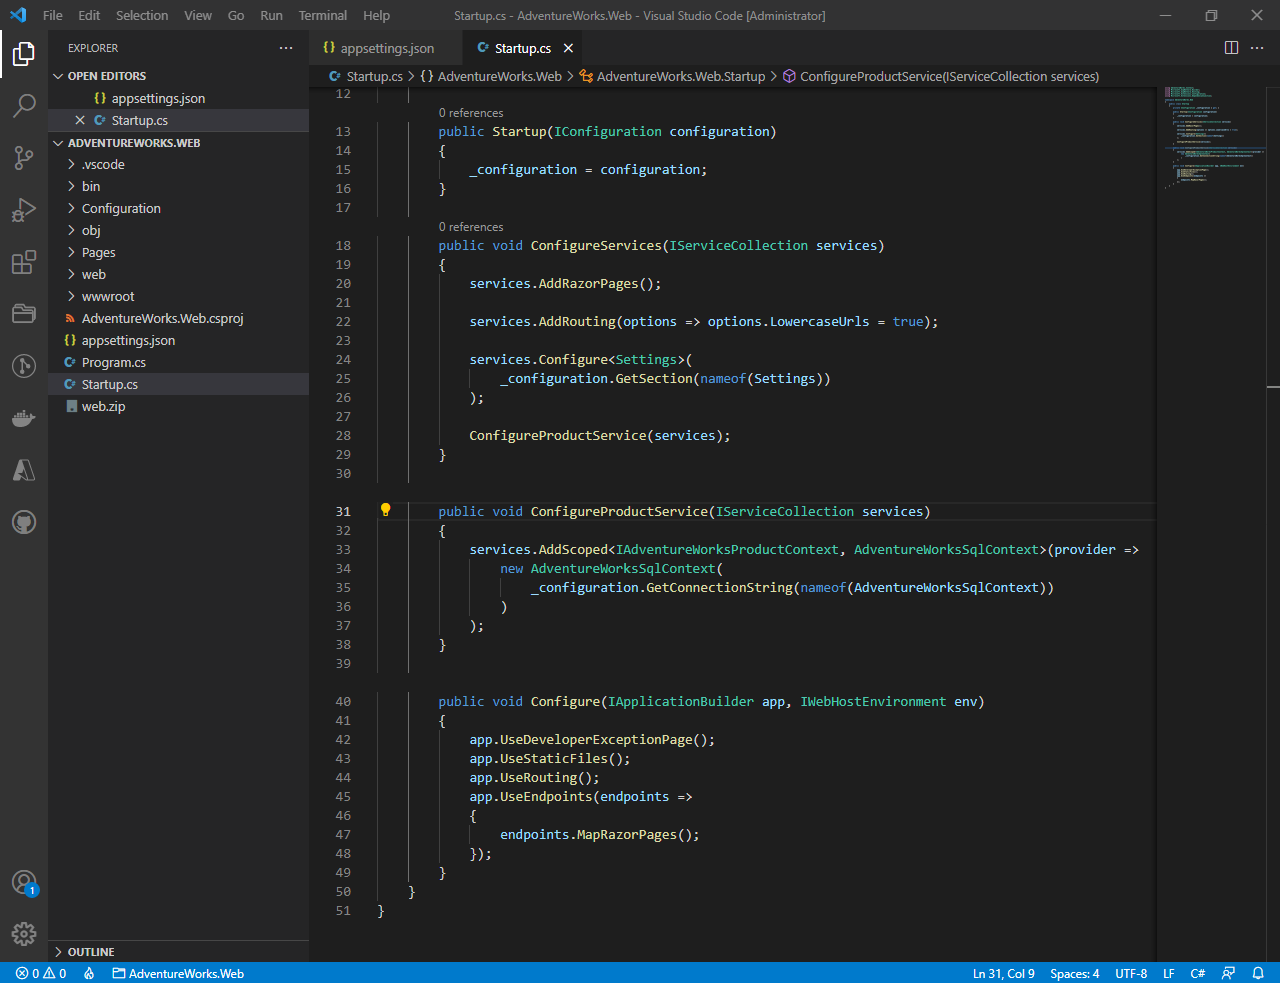 File Edit Selection View Go Run Terminal Help Startup.cs - AdventureWorks.Web - Visual Studio Code [Administrator]
EXPLORER
OPEN EDITORS
{} appsettings.json
C# Startup.cs
ADVENTUREWORKS.WEB
.vscode
bin
Configuration
obj
Pages
web
wwwroot
AdventureWorks.Web.csproj
{} appsettings.json
C# Program.cs
C# Startup.cs
web.zip
OUTLINE
1
{} appsettings.json C# Startup.cs
C# Startup.cs > {} AdventureWorks.Web > AdventureWorks.Web.Startup > ConfigureProductService(IServiceCollection services)
12
0 references
13 public Startup(IConfiguration configuration)
14 {
15 _configuration = configuration;
16 }
17
0 references
18 public void ConfigureServices(IServiceCollection services)
19 {
20 services.AddRazorPages();
21
22 services.AddRouting(options => options.LowercaseUrls = true);
23
24 services.Configure<Settings>(
25 _configuration.GetSection(nameof(Settings))
26 );
27
28 ConfigureProductService(services);
29 }
30
31 public void ConfigureProductService(IServiceCollection services)
32 {
33 services.AddScoped<IAdventureWorksProductContext, AdventureWorksSqlContext>(provider =>
34 new AdventureWorksSqlContext(
35 _configuration.GetConnectionString(nameof(AdventureWorksSqlContext))
36 )
37 );
38 }
39
40 public void Configure(IApplicationBuilder app, IWebHostEnvironment env)
41 {
42 app.UseDeveloperExceptionPage();
43 app.UseStaticFiles();
44 app.UseRouting();
45 app.UseEndpoints(endpoints =>
46 {
47 endpoints.MapRazorPages();
48 });
49 }
50 }
51 }
0 0 AdventureWorks.Web Ln 31, Col 9 Spaces: 4 UTF-8 LF C#